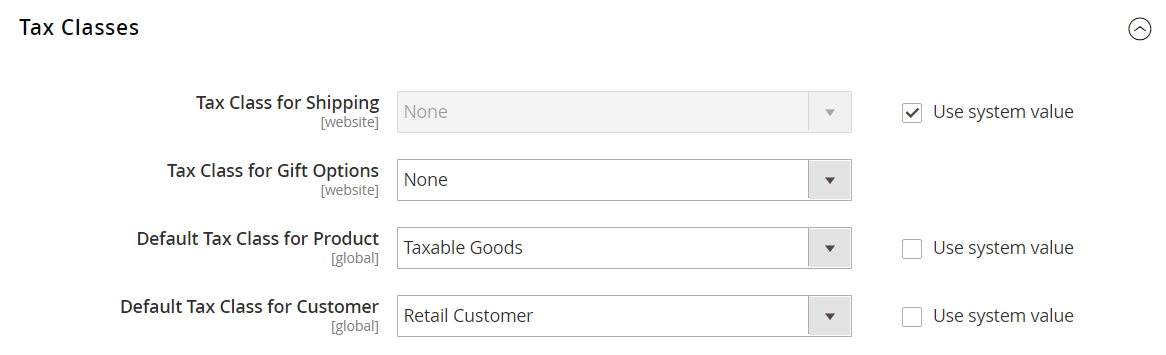 Tax Classes
Tax Class for Shipping
[website]
None
Use system value
Tax Class for Gift Options
[website]
None
Default Tax Class for Product
[global]
Taxable Goods
Use system value
Default Tax Class for Customer
[global]
Retail Customer
Use system value